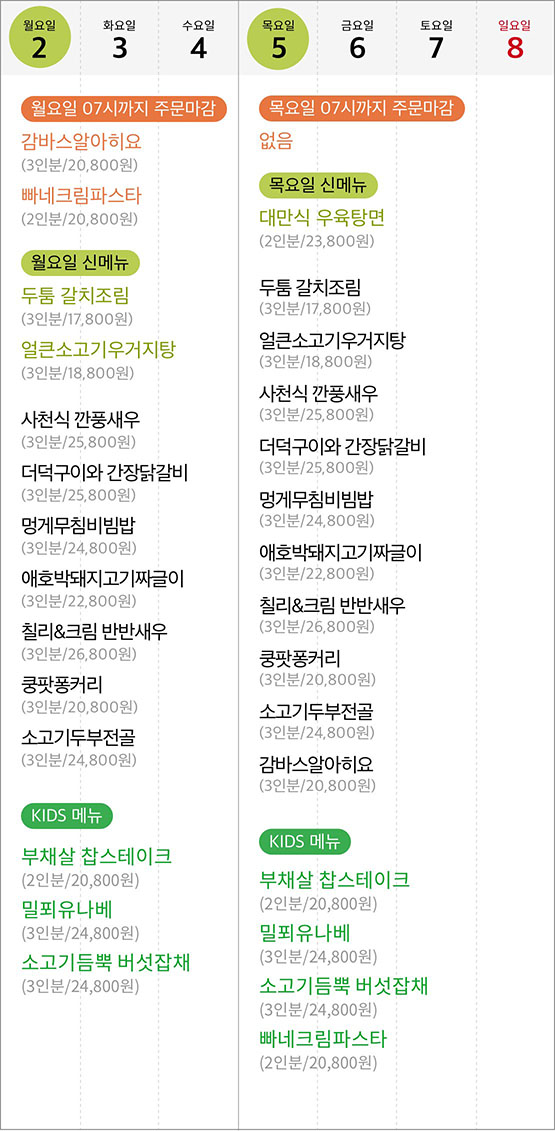 월요일 화요일 수요일 목요일 금요일 토요일 일요일
2 3 4 5 6 7 8
월요일 07시까지 주문마감
감바스알아히요
(3인분/20,800원)
빠네크림파스타
(2인분/20,800원)
월요일 신메뉴
두툼 갈치조림
(3인분/17,800원)
얼큰소고기우거지탕
(3인분/18,800원)
사천식 깐풍새우
(3인분/25,800원)
더덕구이와 간장닭갈비
(3인분/25,800원)
멍게무침비빔밥
(3인분/24,800원)
애호박돼지고기짜글이
(3인분/22,800원)
칠리&크림 반반새우
(3인분/26,800원)
쿵팟퐁커리
(3인분/20,800원)
소고기두부전골
(3인분/24,800원)
KIDS 메뉴
부채살 찹스테이크
(2인분/20,800원)
밀푀유나베
(3인분/24,800원)
소고기듬뿍 버섯잡채
(3인분/24,800원)
목요일 07시까지 주문마감
없음
목요일 신메뉴
대만식 우육탕면
(2인분/23,800원)
두툼 갈치조림
(3인분/17,800원)
얼큰소고기우거지탕
(3인분/18,800원)
사천식 깐풍새우
(3인분/25,800원)
더덕구이와 간장닭갈비
(3인분/25,800원)
멍게무침비빔밥
(3인분/24,800원)
애호박돼지고기짜글이
(3인분/22,800원)
칠리&크림 반반새우
(3인분/26,800원)
쿵팟퐁커리
(3인분/20,800원)
소고기두부전골
(3인분/24,800원)
감바스알아히요
(3인분/20,800원)
KIDS 메뉴
부채살 찹스테이크
(2인분/20,800원)
밀푀유나베
(3인분/24,800원)
소고기듬뿍 버섯잡채
(3인분/24,800원)
빠네크림파스타
(2인분/20,800원)